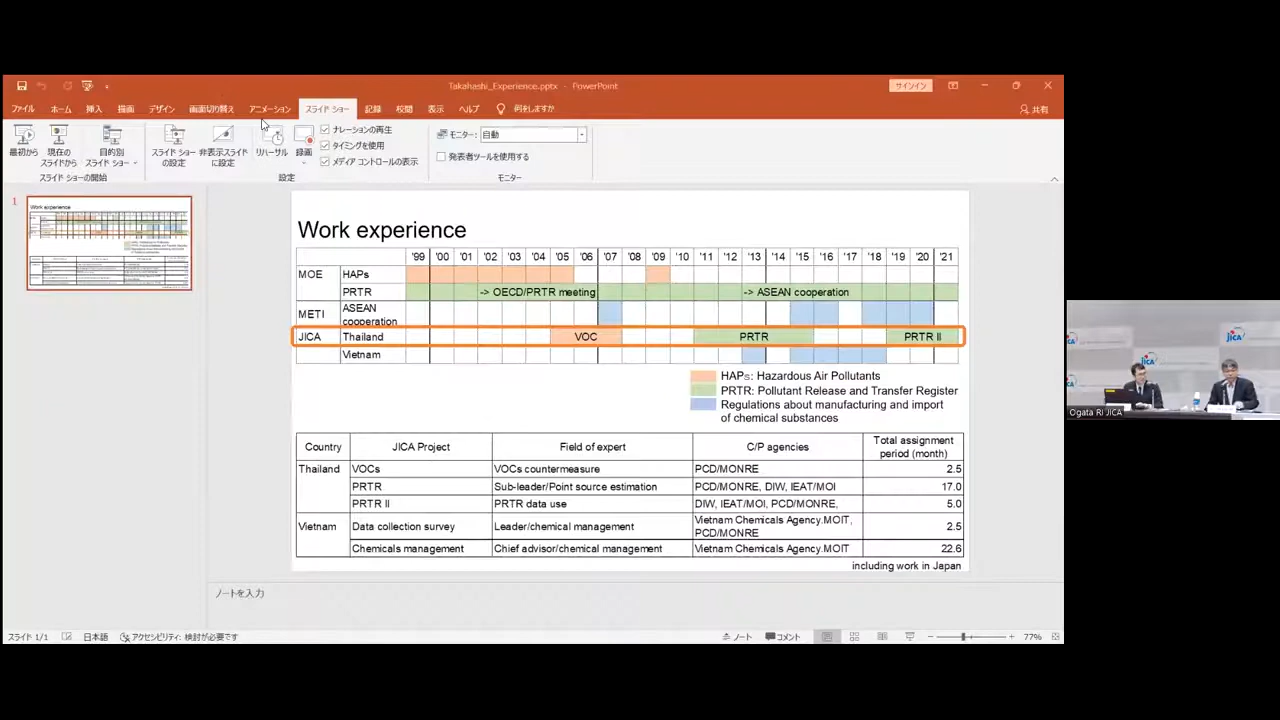 Takahashi_Experience.pptx - PowerPoint
サインイン
ファイル ホーム 挿入 描画 デザイン 画面切り替え アニメーション スライド ショー 記録 校閲 表示 ヘルプ 何をしますか 共有
最初から 現在のスライドから 目的別スライド ショー スライド ショーの設定 非表示スライドに設定 リハーサル 録画
ナレーションの再生
タイミングを使用
メディア コントロールの表示
モニター: 自動
発表者ツールを使用する
スライド ショーの開始 設定 モニター
1
Work experience
'99 '00 '01 '02 '03 '04 '05 '06 '07 '08 '09 '10 '11 '12 '13 '14 '15 '16 '17 '18 '19 '20 '21
MOE HAPs
PRTR -> OECD/PRTR meeting -> ASEAN cooperation
METI ASEAN cooperation
JICA Thailand VOC PRTR PRTR II
Vietnam
HAPs: Hazardous Air Pollutants
PRTR: Pollutant Release and Transfer Register
Regulations about manufacturing and import
of chemical substances
Country JICA Project Field of expert C/P agencies Total assignment period (month)
Thailand VOCs VOCs countermeasure PCD/MONRE 2.5
PRTR Sub-leader/Point source estimation PCD/MONRE, DIW, IEAT/MOI 17.0
PRTR II PRTR data use DIW, IEAT/MOI, PCD/MONRE, 5.0
Vietnam Data collection survey Leader/chemical management Vietnam Chemicals Agency.MOIT, PCD/MONRE 2.5
Chemicals management Chief advisor/chemical management Vietnam Chemicals Agency.MOIT 22.6
including work in Japan
ノートを入力
スライド 1/1 日本語 アクセシビリティ: 検討が必要です ノート コメント 77%
JICA
JICA
Ogata RI JICA